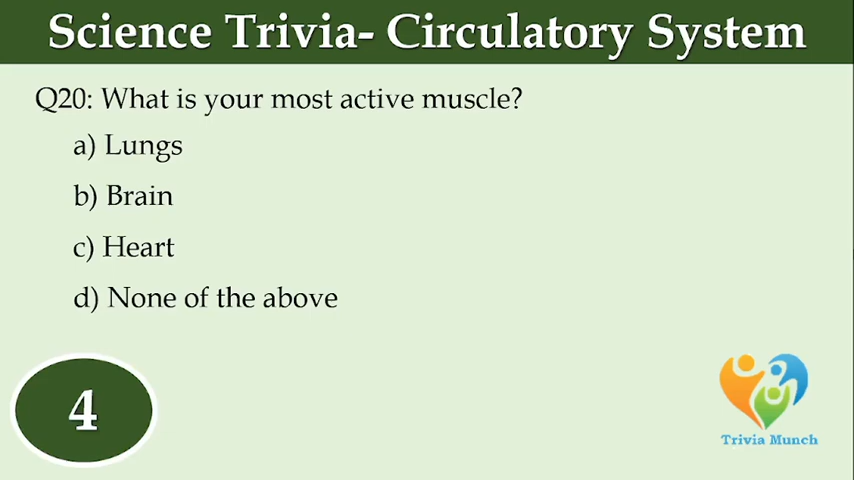 Science Trivia- Circulatory System
Q20: What is your most active muscle?
a) Lungs
b) Brain
c) Heart
d) None of the above
4
Trivia Munch